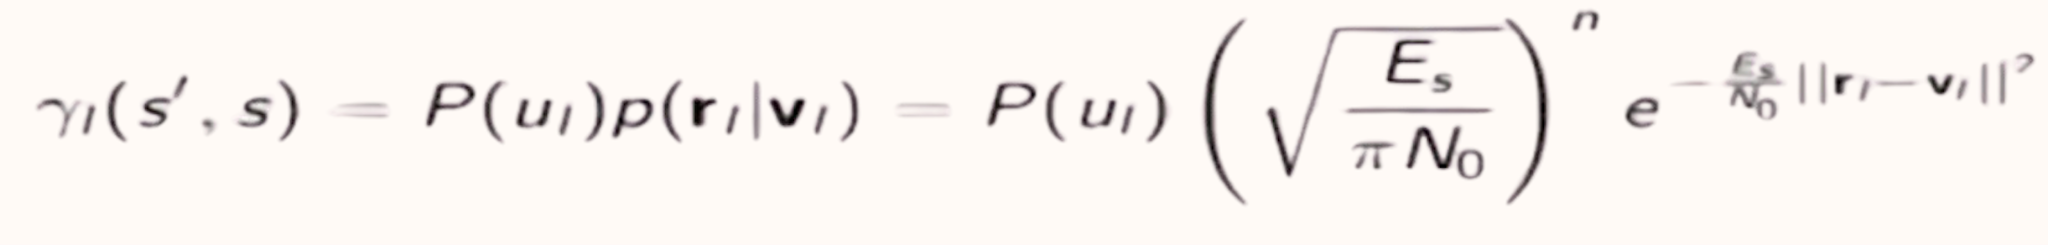 γ_l(s′, s) = P(u_l)p(𝐫_l|𝐯_l) = P(u_l) (√(E_s/(πN_0)))^n e^{−(E_s/N_0)||𝐫_l−𝐯_l||^2}